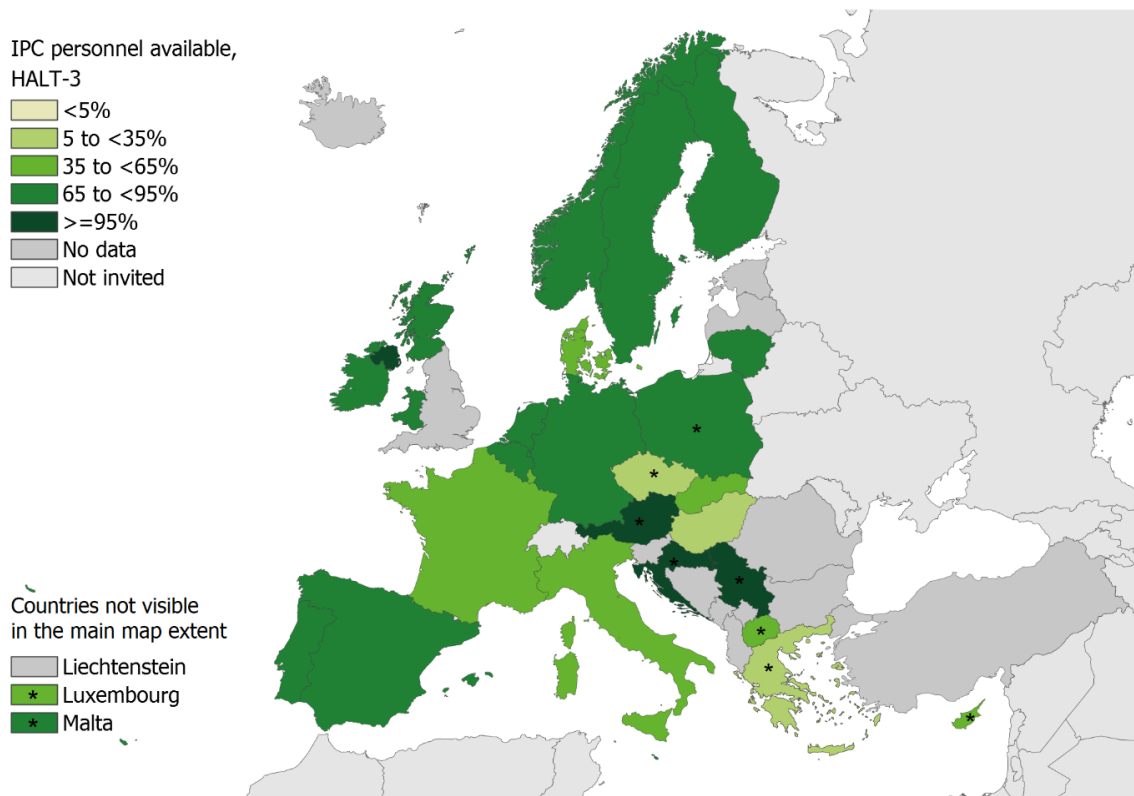 IPC personnel available,
HALT-3
<5%
5 to <35%
35 to <65%
65 to <95%
>=95%
No data
Not invited
Countries not visible
in the main map extent
Liechtenstein
* Luxembourg
* Malta
*
*
*
*
*
*
*
*